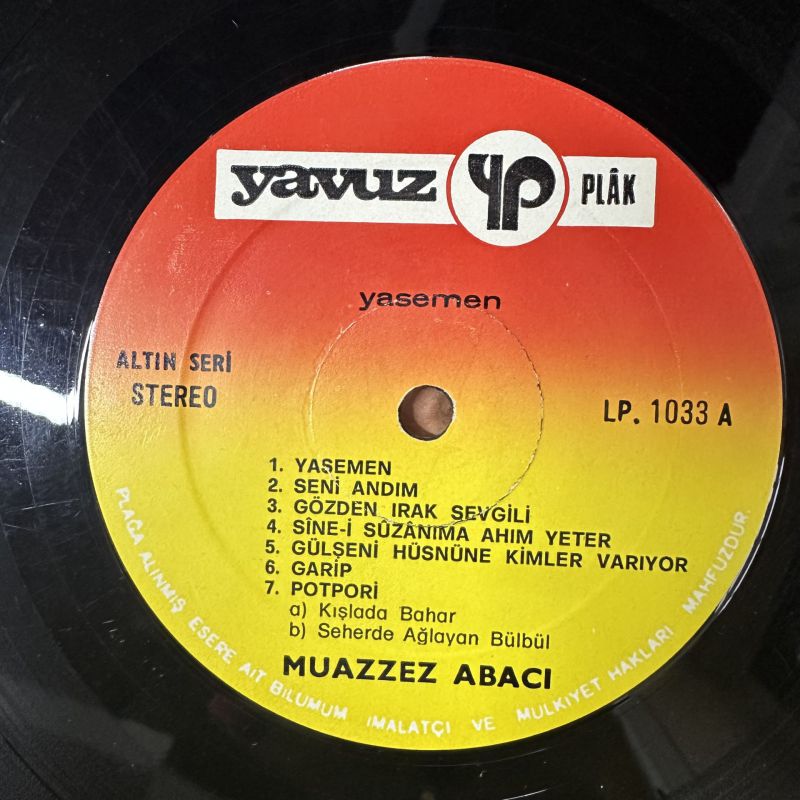 yavuz yp PLÂK
yasemen
ALTIN SERİ
STEREO
LP. 1033 A
1. YASEMEN
2. SENİ ANDIM
3. GÖZDEN IRAK SEVGİLİ
4. SÎNE-İ SÛZÂNIMA AHIM YETER
5. GÜLŞENİ HÜSNÜNE KİMLER VARIYOR
6. GARİP
7. POTPORİ
a) Kışlada Bahar
b) Seherde Ağlayan Bülbül
MUAZZEZ ABACI
PLAĞA ALINMIŞ ESERE AİT BİLUMUM İMALATÇI VE MÜLKİYET HAKLARI MAHFUZDUR.